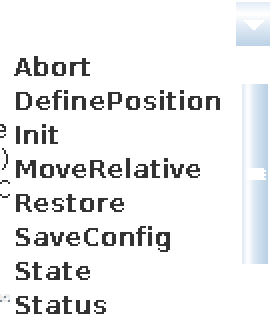 Abort
DefinePosition
Init
MoveRelative
Restore
SaveConfig
State
Status